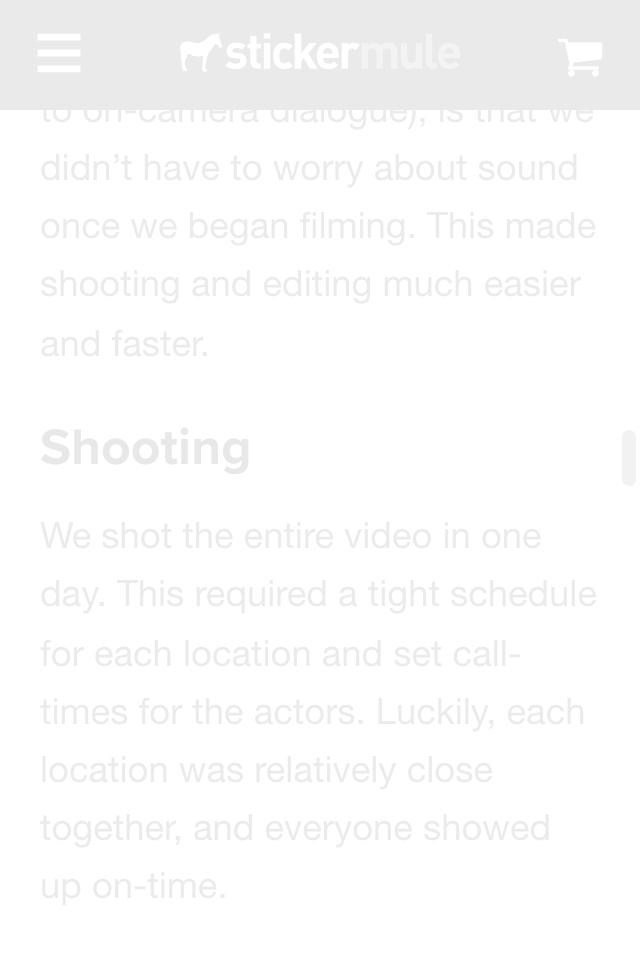 stickermule
to on-camera dialogue), is that we
didn’t have to worry about sound
once we began filming. This made
shooting and editing much easier
and faster.
Shooting
We shot the entire video in one
day. This required a tight schedule
for each location and set call-
times for the actors. Luckily, each
location was relatively close
together, and everyone showed
up on-time.